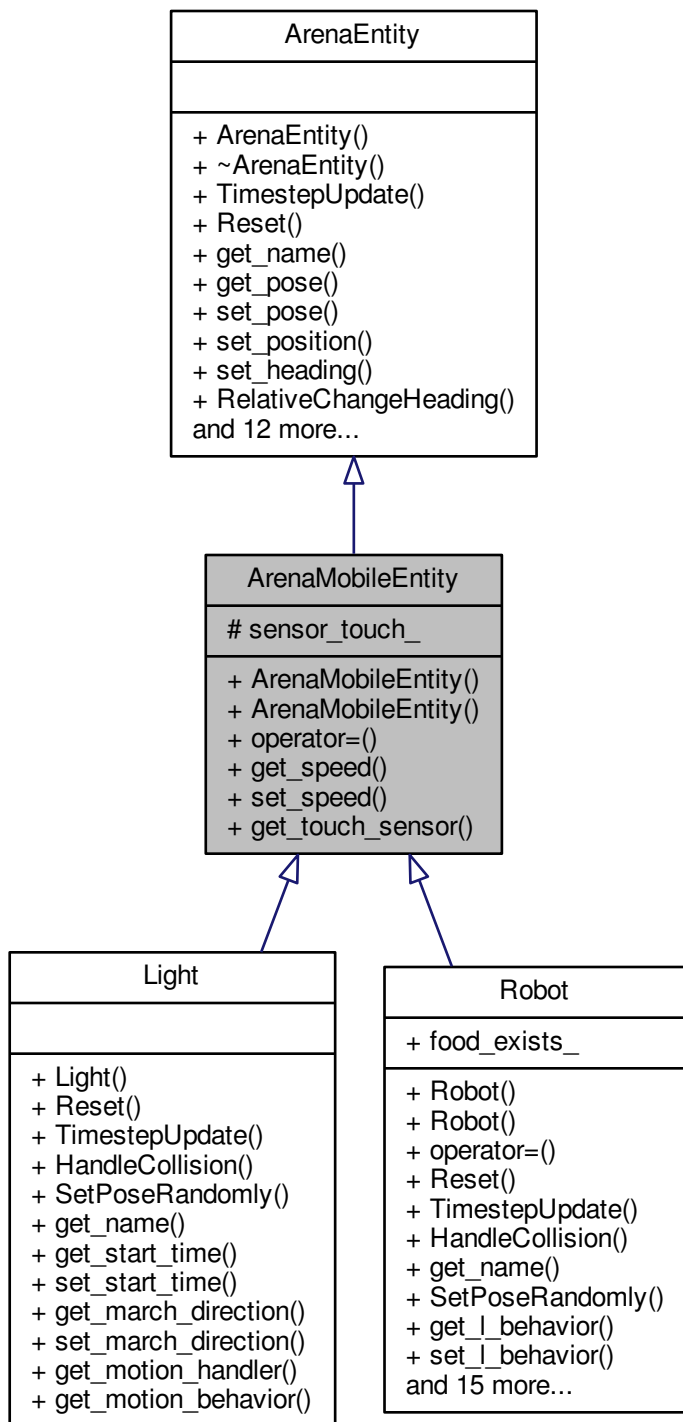 ArenaEntity
+ ArenaEntity()
+ ~ArenaEntity()
+ TimestepUpdate()
+ Reset()
+ get_name()
+ get_pose()
+ set_pose()
+ set_position()
+ set_heading()
+ RelativeChangeHeading()
and 12 more...
ArenaMobileEntity
# sensor_touch_
+ ArenaMobileEntity()
+ ArenaMobileEntity()
+ operator=()
+ get_speed()
+ set_speed()
+ get_touch_sensor()
Light
+ Light()
+ Reset()
+ TimestepUpdate()
+ HandleCollision()
+ SetPoseRandomly()
+ get_name()
+ get_start_time()
+ set_start_time()
+ get_march_direction()
+ set_march_direction()
+ get_motion_handler()
+ get_motion_behavior()
Robot
+ food_exists_
+ Robot()
+ Robot()
+ operator=()
+ Reset()
+ TimestepUpdate()
+ HandleCollision()
+ get_name()
+ SetPoseRandomly()
+ get_l_behavior()
+ set_l_behavior()
and 15 more...